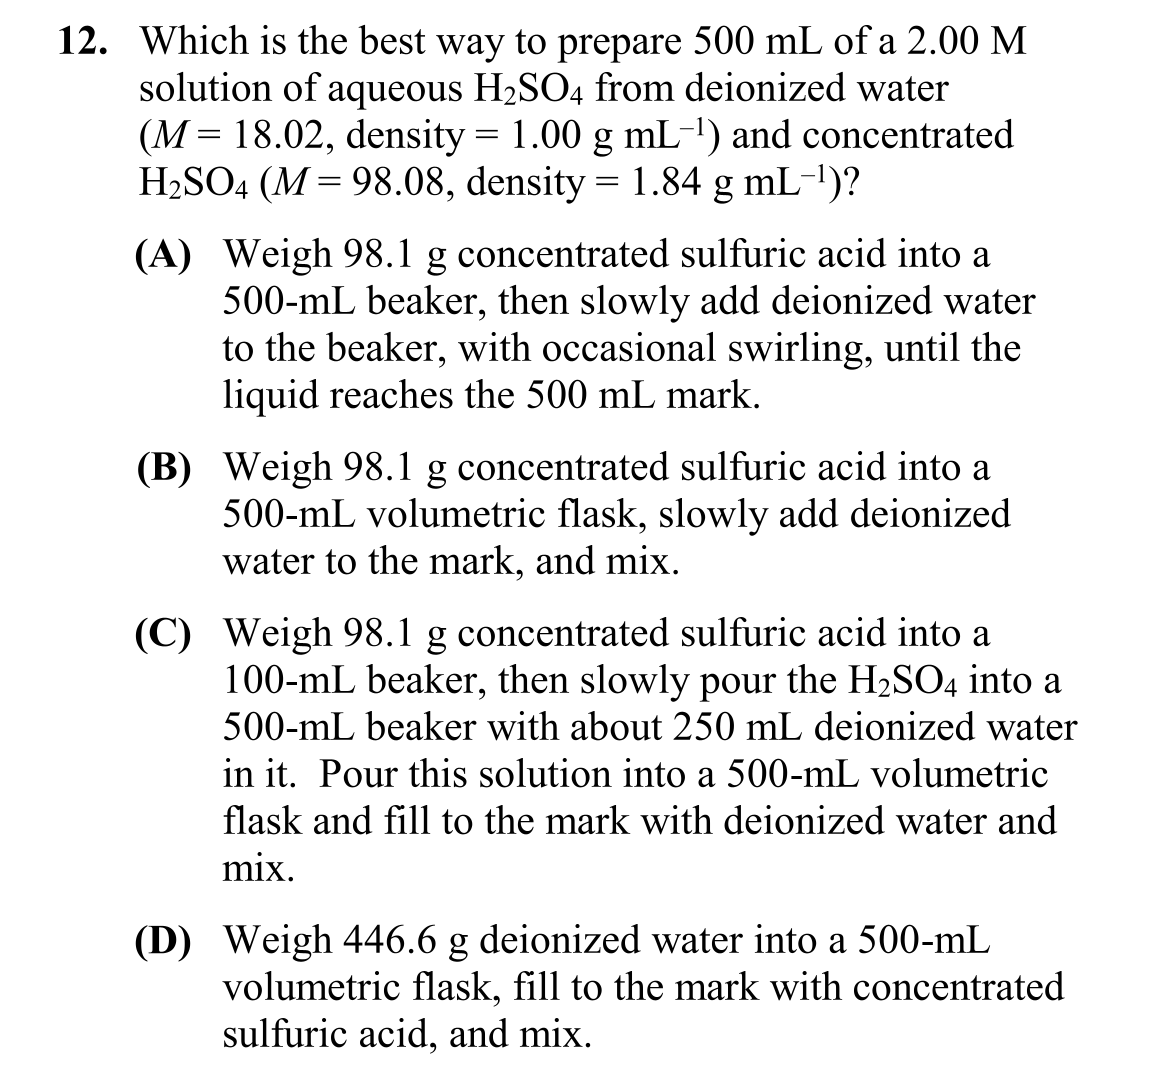 12. Which is the best way to prepare 500 mL of a 2.00 M
solution of aqueous H₂SO₄ from deionized water
(M = 18.02, density = 1.00 g mL⁻¹) and concentrated
H₂SO₄ (M = 98.08, density = 1.84 g mL⁻¹)?
(A) Weigh 98.1 g concentrated sulfuric acid into a
500-mL beaker, then slowly add deionized water
to the beaker, with occasional swirling, until the
liquid reaches the 500 mL mark.
(B) Weigh 98.1 g concentrated sulfuric acid into a
500-mL volumetric flask, slowly add deionized
water to the mark, and mix.
(C) Weigh 98.1 g concentrated sulfuric acid into a
100-mL beaker, then slowly pour the H₂SO₄ into a
500-mL beaker with about 250 mL deionized water
in it. Pour this solution into a 500-mL volumetric
flask and fill to the mark with deionized water and
mix.
(D) Weigh 446.6 g deionized water into a 500-mL
volumetric flask, fill to the mark with concentrated
sulfuric acid, and mix.